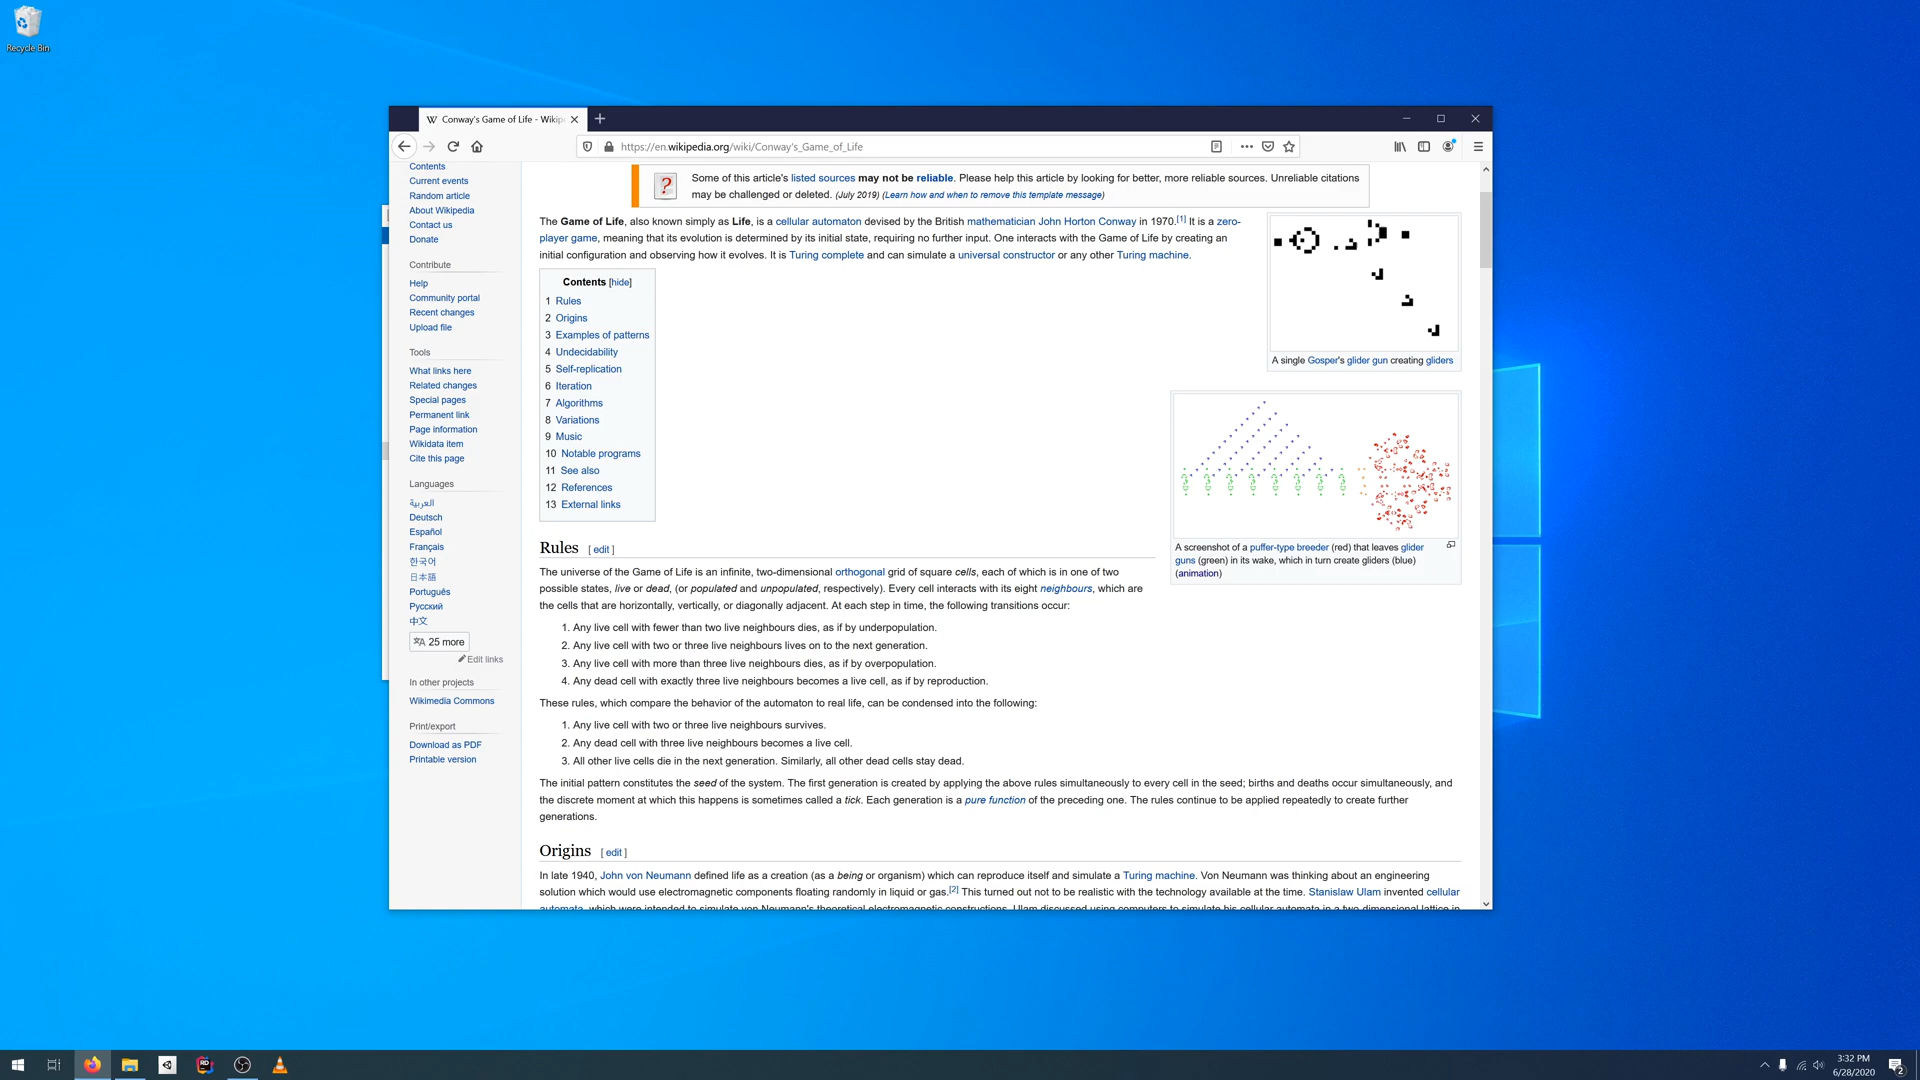 Recycle Bin
Conway's Game of Life - Wikip
https://en.wikipedia.org/wiki/Conway's_Game_of_Life
Contents
Current events
Random article
About Wikipedia
Contact us
Donate
Contribute
Help
Community portal
Recent changes
Upload file
Tools
What links here
Related changes
Special pages
Permanent link
Page information
Wikidata item
Cite this page
Languages
العربية
Deutsch
Español
Français
한국어
日本語
Português
Русский
中文
25 more
Edit links
In other projects
Wikimedia Commons
Print/export
Download as PDF
Printable version
Some of this article's listed sources may not be reliable. Please help this article by looking for better, more reliable sources. Unreliable citations
may be challenged or deleted. (July 2019) (Learn how and when to remove this template message)
The Game of Life, also known simply as Life, is a cellular automaton devised by the British mathematician John Horton Conway in 1970.[1] It is a zero-
player game, meaning that its evolution is determined by its initial state, requiring no further input. One interacts with the Game of Life by creating an
initial configuration and observing how it evolves. It is Turing complete and can simulate a universal constructor or any other Turing machine.
A single Gosper's glider gun creating gliders
Contents [hide]
1 Rules
2 Origins
3 Examples of patterns
4 Undecidability
5 Self-replication
6 Iteration
7 Algorithms
8 Variations
9 Music
10 Notable programs
11 See also
12 References
13 External links
A screenshot of a puffer-type breeder (red) that leaves glider
guns (green) in its wake, which in turn create gliders (blue)
(animation)
Rules [ edit ]
The universe of the Game of Life is an infinite, two-dimensional orthogonal grid of square cells, each of which is in one of two
possible states, live or dead, (or populated and unpopulated, respectively). Every cell interacts with its eight neighbours, which are
the cells that are horizontally, vertically, or diagonally adjacent. At each step in time, the following transitions occur:
1. Any live cell with fewer than two live neighbours dies, as if by underpopulation.
2. Any live cell with two or three live neighbours lives on to the next generation.
3. Any live cell with more than three live neighbours dies, as if by overpopulation.
4. Any dead cell with exactly three live neighbours becomes a live cell, as if by reproduction.
These rules, which compare the behavior of the automaton to real life, can be condensed into the following:
1. Any live cell with two or three live neighbours survives.
2. Any dead cell with three live neighbours becomes a live cell.
3. All other live cells die in the next generation. Similarly, all other dead cells stay dead.
The initial pattern constitutes the seed of the system. The first generation is created by applying the above rules simultaneously to every cell in the seed; births and deaths occur simultaneously, and
the discrete moment at which this happens is sometimes called a tick. Each generation is a pure function of the preceding one. The rules continue to be applied repeatedly to create further
generations.
Origins [ edit ]
In late 1940, John von Neumann defined life as a creation (as a being or organism) which can reproduce itself and simulate a Turing machine. Von Neumann was thinking about an engineering
solution which would use electromagnetic components floating randomly in liquid or gas.[2] This turned out not to be realistic with the technology available at the time. Stanislaw Ulam invented cellular
automata, which were intended to simulate von Neumann's theoretical electromagnetic constructions. Ulam discussed using computers to simulate his cellular automata in a two-dimensional lattice in
3:32 PM
6/28/2020
2